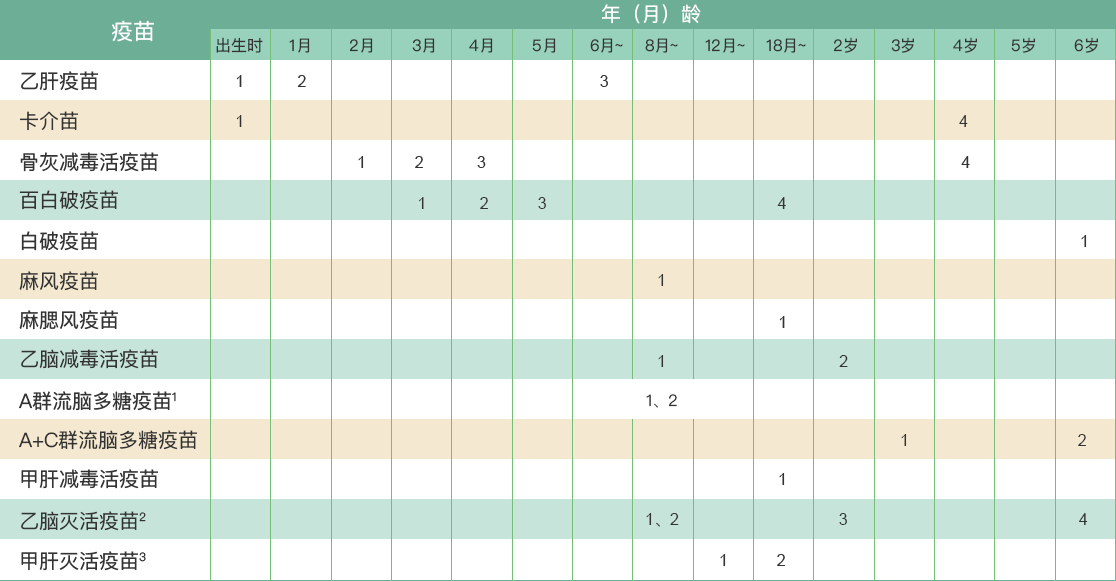 疫苗 年（月）龄
出生时 1月 2月 3月 4月 5月 6月~ 8月~ 12月~ 18月~ 2岁 3岁 4岁 5岁 6岁
乙肝疫苗 1 2 3
卡介苗 1 4
骨灰减毒活疫苗 1 2 3 4
百白破疫苗 1 2 3 4
白破疫苗 1
麻风疫苗 1
麻腮风疫苗 1
乙脑减毒活疫苗 1 2
A群流脑多糖疫苗¹ 1、2
A+C群流脑多糖疫苗 1 2
甲肝减毒活疫苗 1
乙脑灭活疫苗² 1、2 3 4
甲肝灭活疫苗³ 1 2